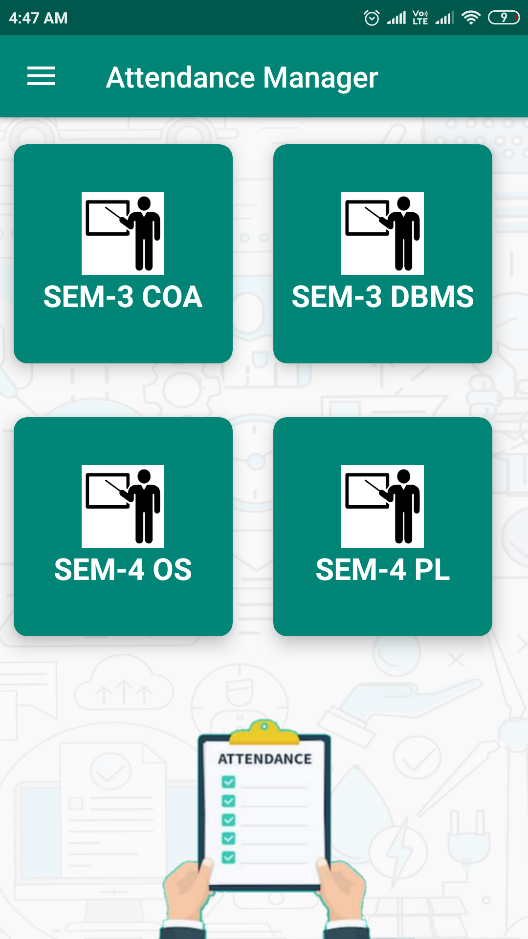 4:47 AM
Vo)) LTE
9
Attendance Manager
SEM-3 COA
SEM-3 DBMS
SEM-4 OS
SEM-4 PL
ATTENDANCE